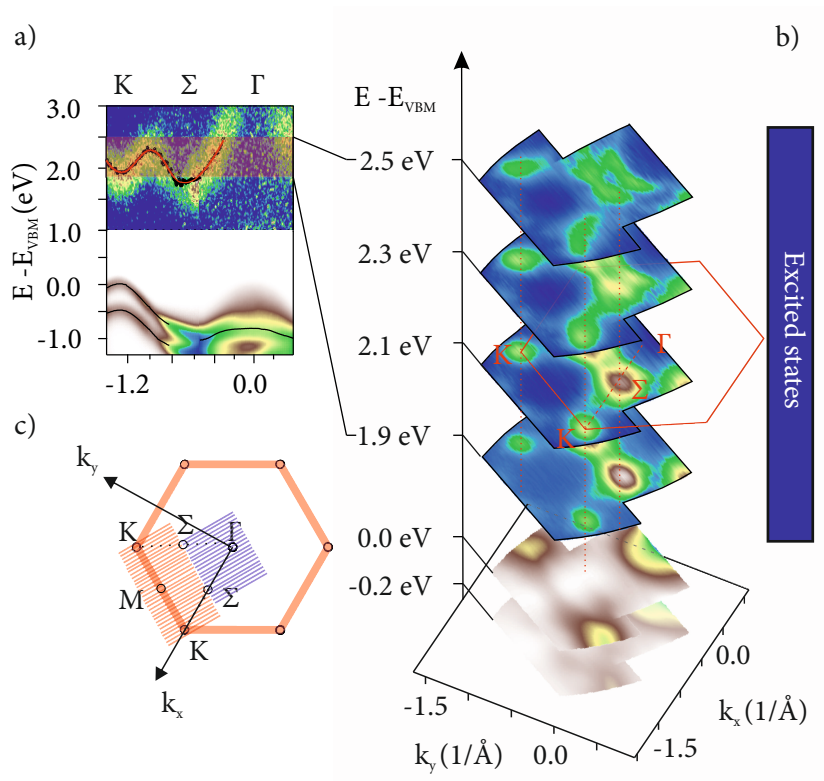 a)
K Σ Γ
3.0
2.0
1.0
0.0
-1.0
E -E_VBM (eV)
-1.2 0.0
b)
E -E_VBM
2.5 eV
2.3 eV
2.1 eV
1.9 eV
0.0 eV
-0.2 eV
K
Γ
Σ
K
Excited states
-1.5
0.0
k_y (1/Å)
0.0
-1.5
k_x (1/Å)
c)
k_y
K Σ Γ
M Σ
K
k_x